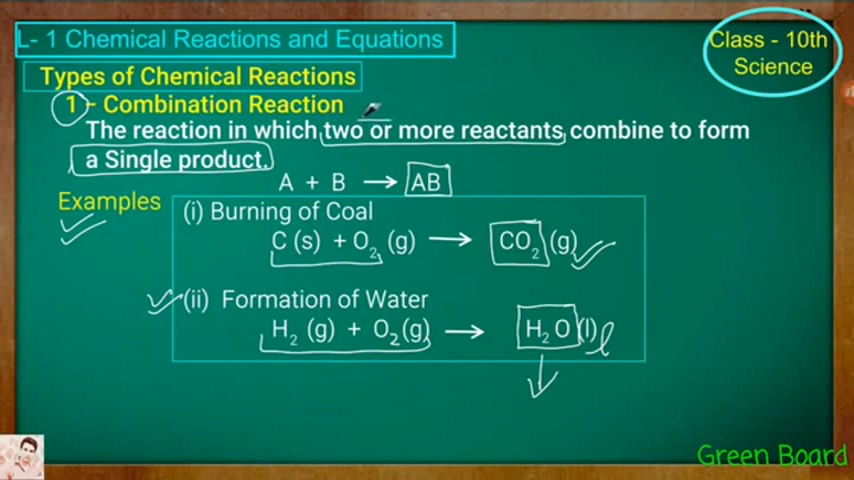 L- 1 Chemical Reactions and Equations
Class - 10th
Science
Types of Chemical Reactions
1 - Combination Reaction
The reaction in which two or more reactants combine to form
a Single product.
A + B → AB
Examples
(i) Burning of Coal
C (s) + O₂ (g) → CO₂ (g)
(ii) Formation of Water
H₂ (g) + O₂(g) → H₂O (l) l
Green Board